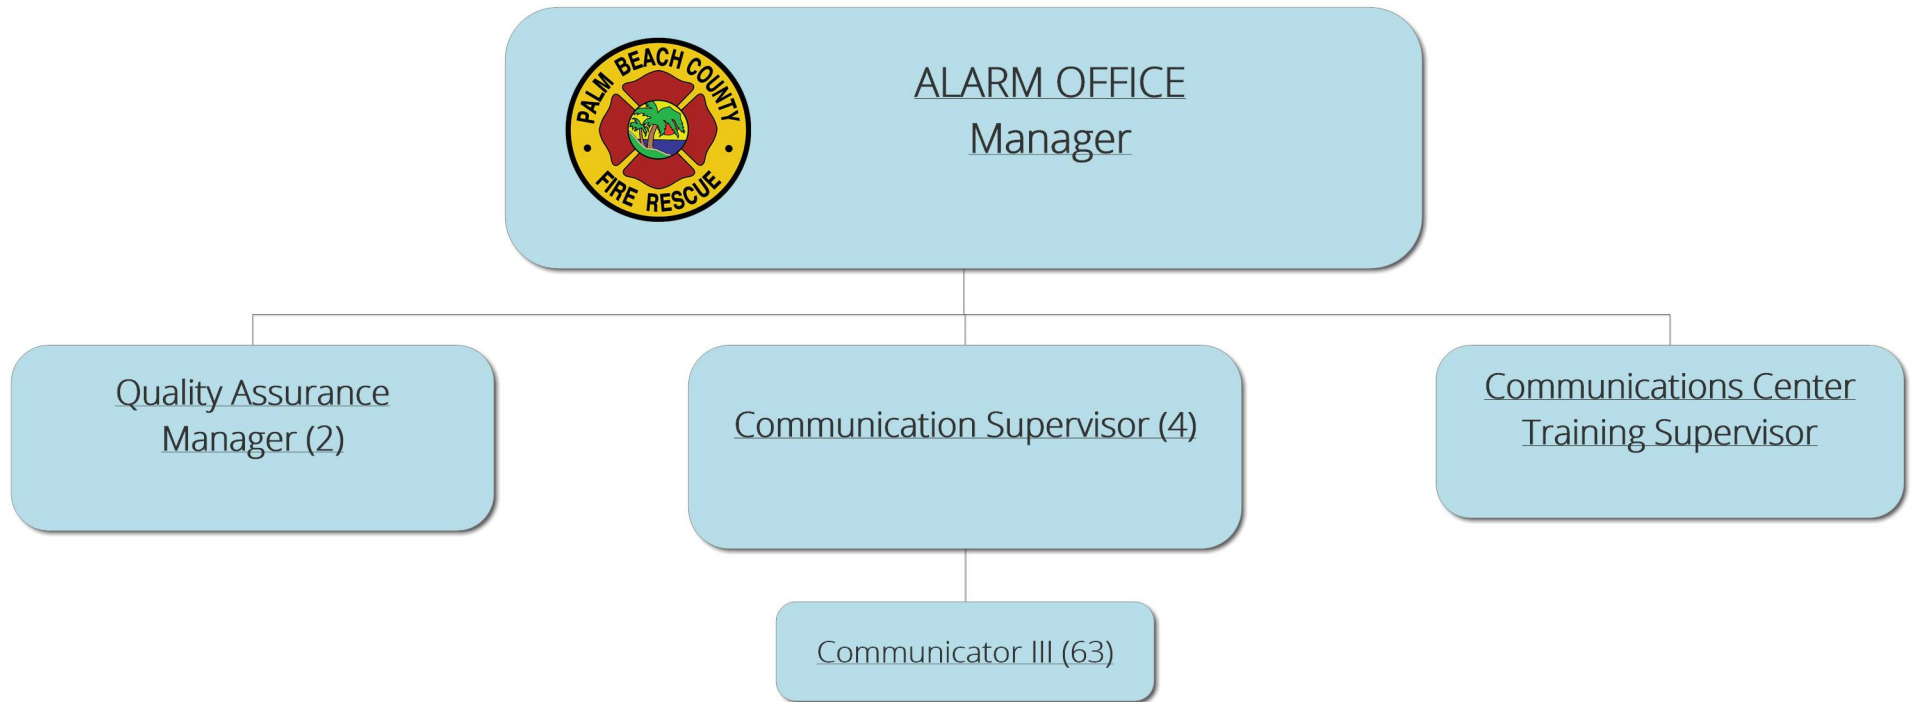 PALM BEACH COUNTY
FIRE RESCUE
ALARM OFFICE
Manager
Quality Assurance
Manager (2)
Communication Supervisor (4)
Communications Center
Training Supervisor
Communicator III (63)